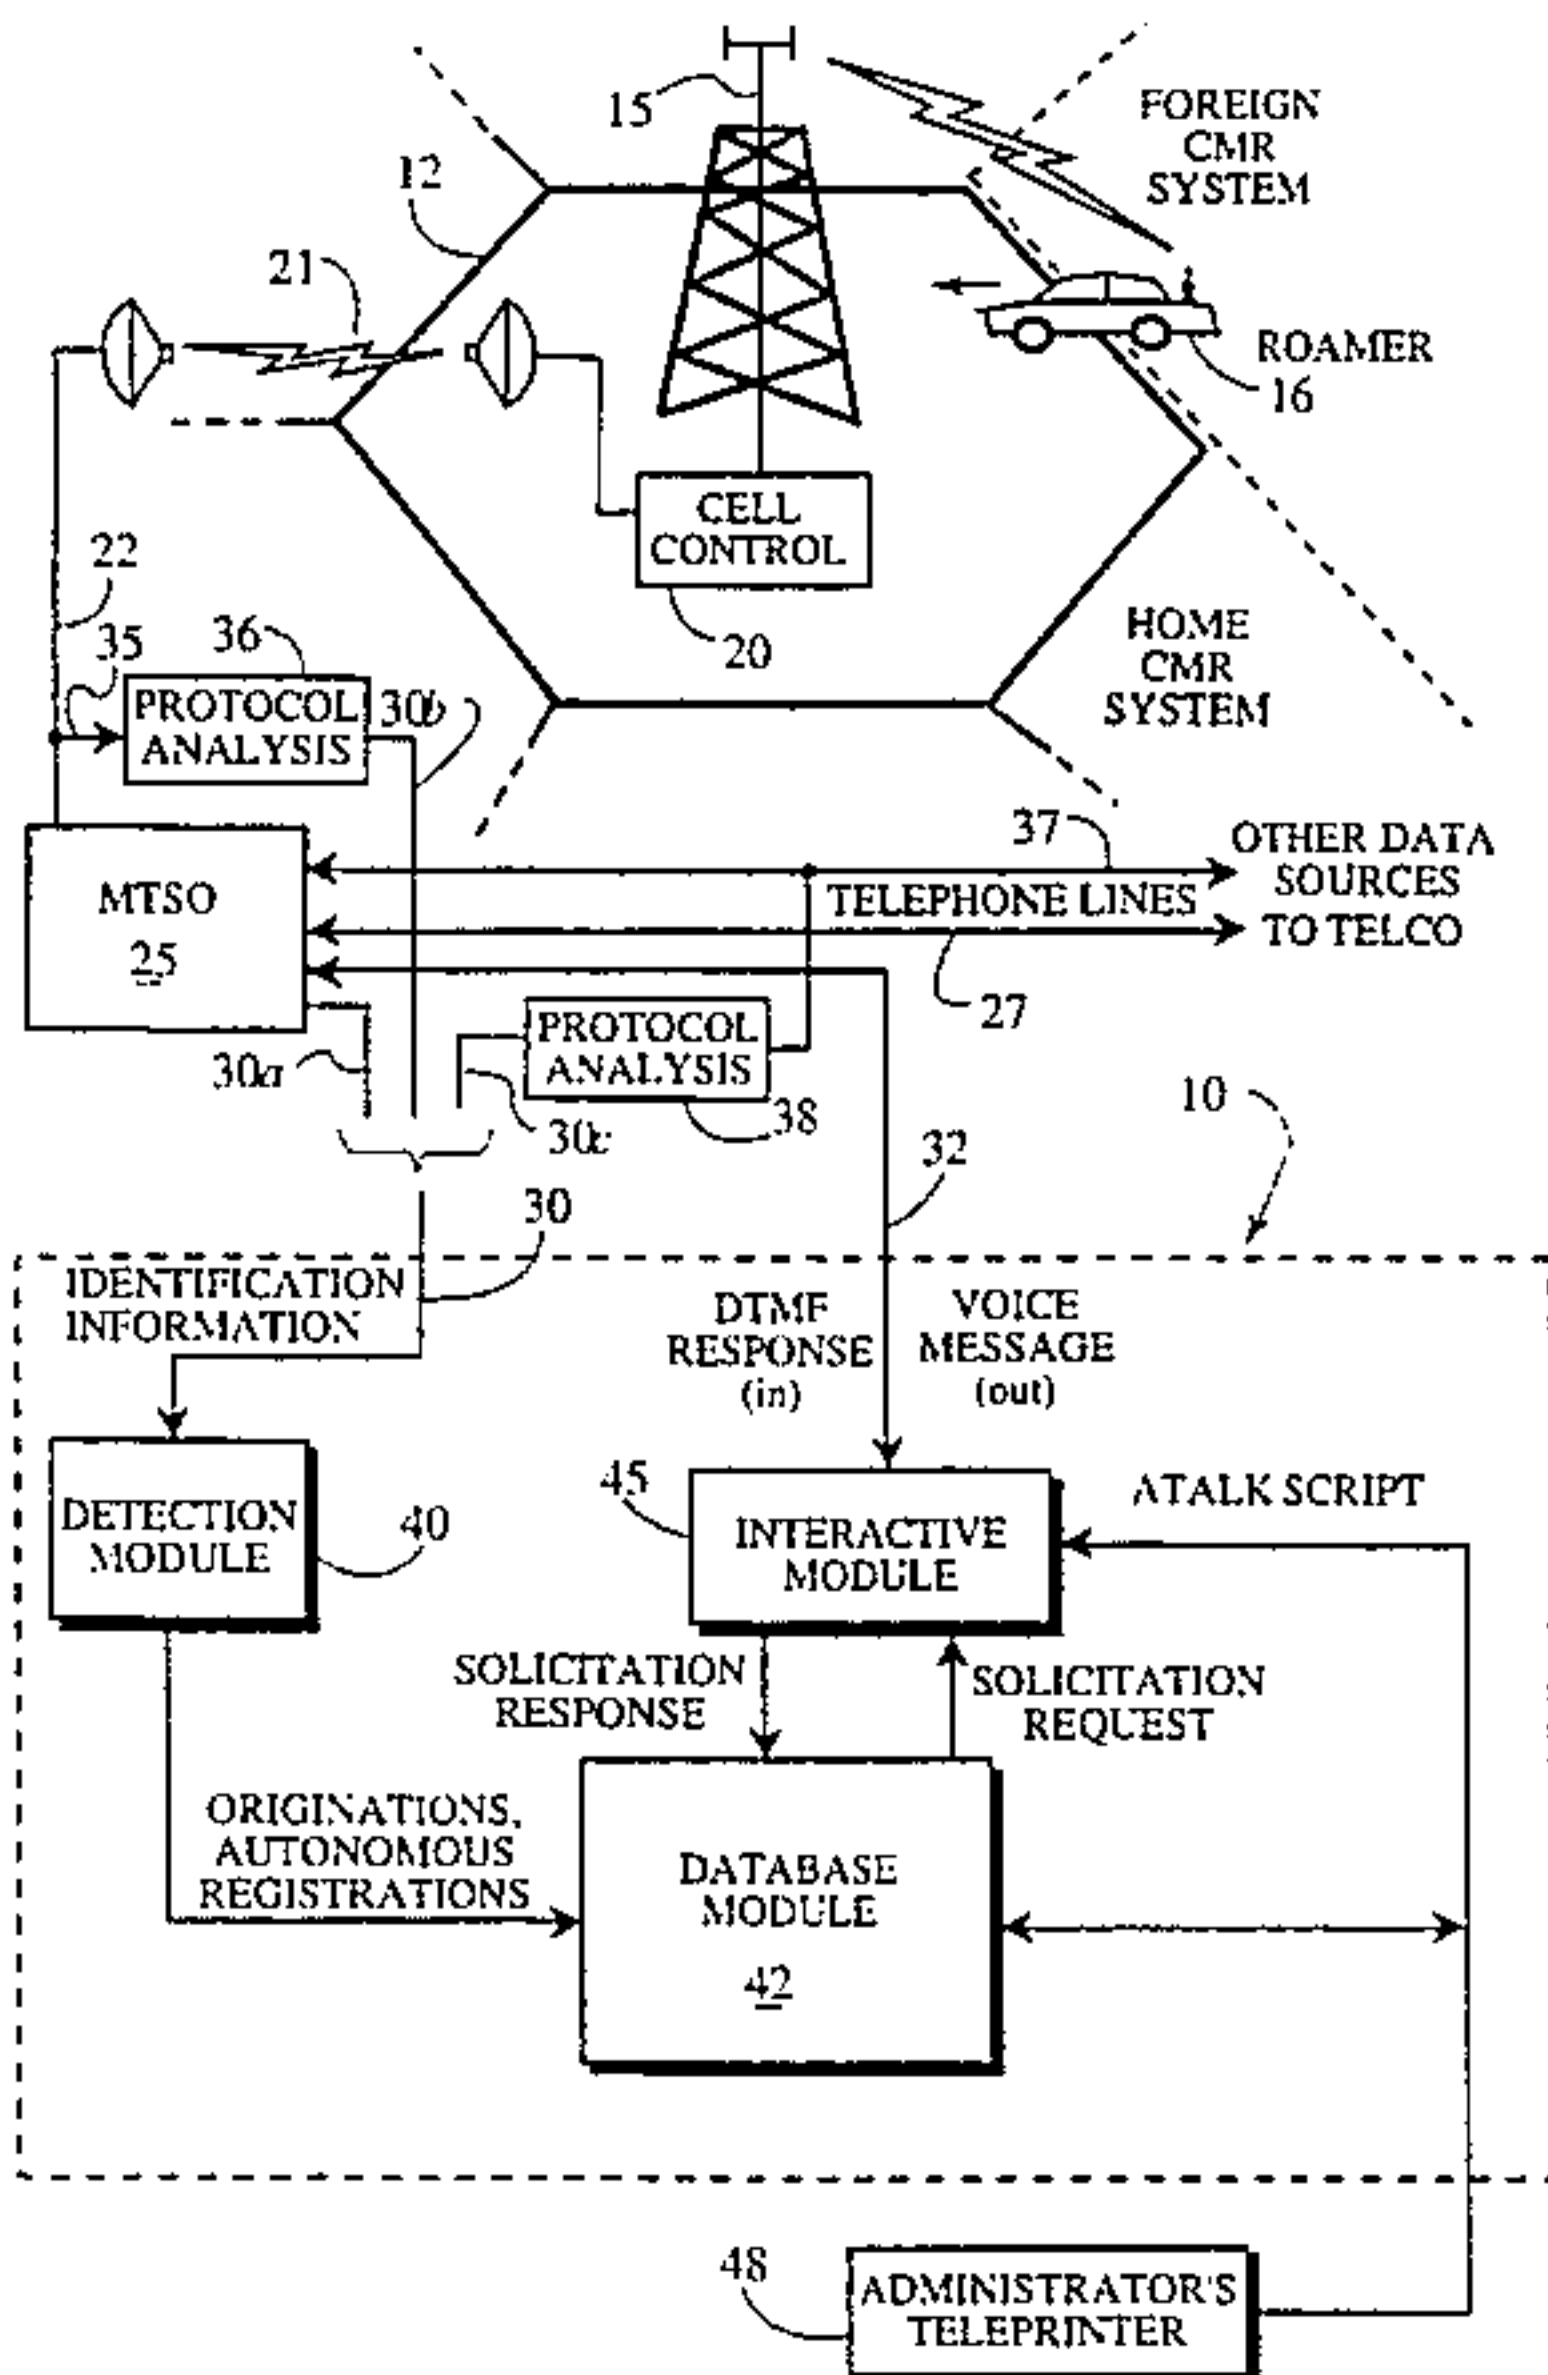 15
FOREIGN
CMR
SYSTEM
12
21
ROAMER
16
CELL
CONTROL
22
20
35
36
HOME
CMR
SYSTEM
PROTOCOL
ANALYSIS
30b
37
OTHER DATA
SOURCES
MTSO
25
TELEPHONE LINES
TO TELCO
27
PROTOCOL
ANALYSIS
30a
30c
38
10
32
30
IDENTIFICATION
INFORMATION
DTMF
RESPONSE
(in)
VOICE
MESSAGE
(out)
45
ATALK SCRIPT
DETECTION
MODULE
40
INTERACTIVE
MODULE
SOLICITATION
RESPONSE
SOLICITATION
REQUEST
ORIGINATIONS,
AUTONOMOUS
REGISTRATIONS
DATABASE
MODULE
42
48
ADMINISTRATOR'S
TELEPRINTER